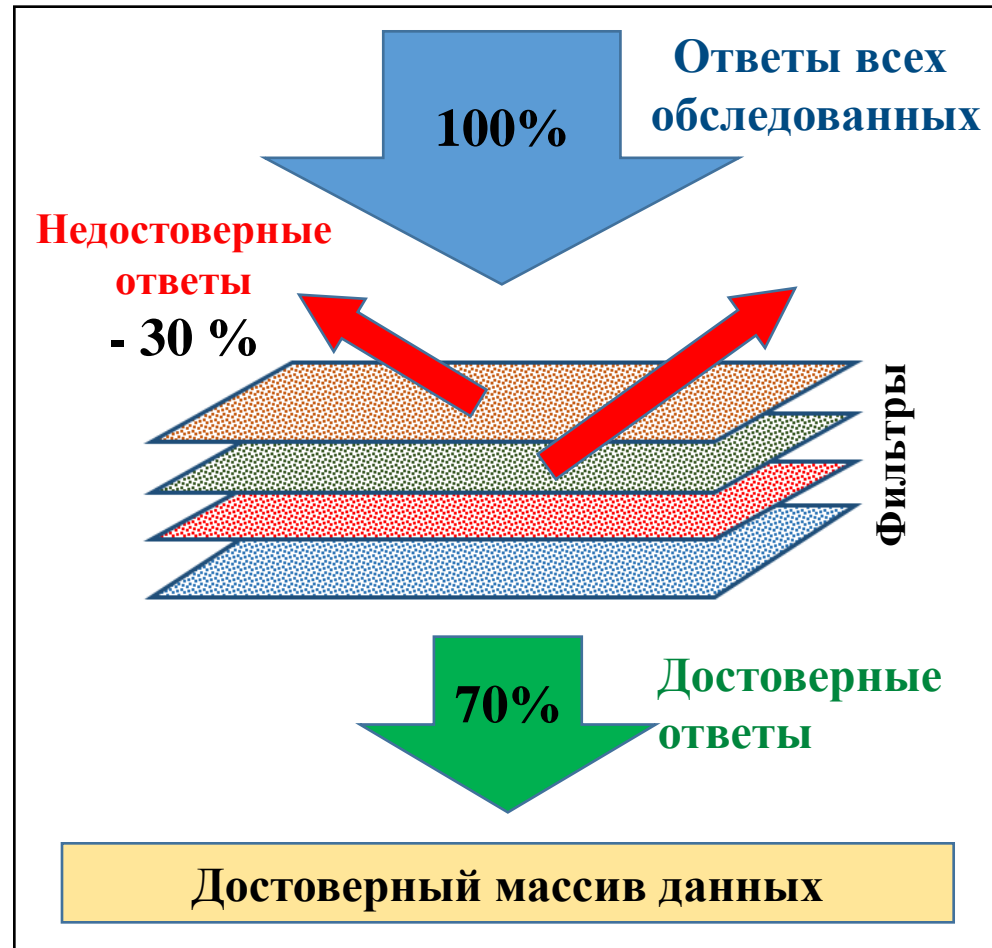 Ответы всех
обследованных
100%
Недостоверные
ответы
- 30 %
Фильтры
70%
Достоверные
ответы
Достоверный массив данных